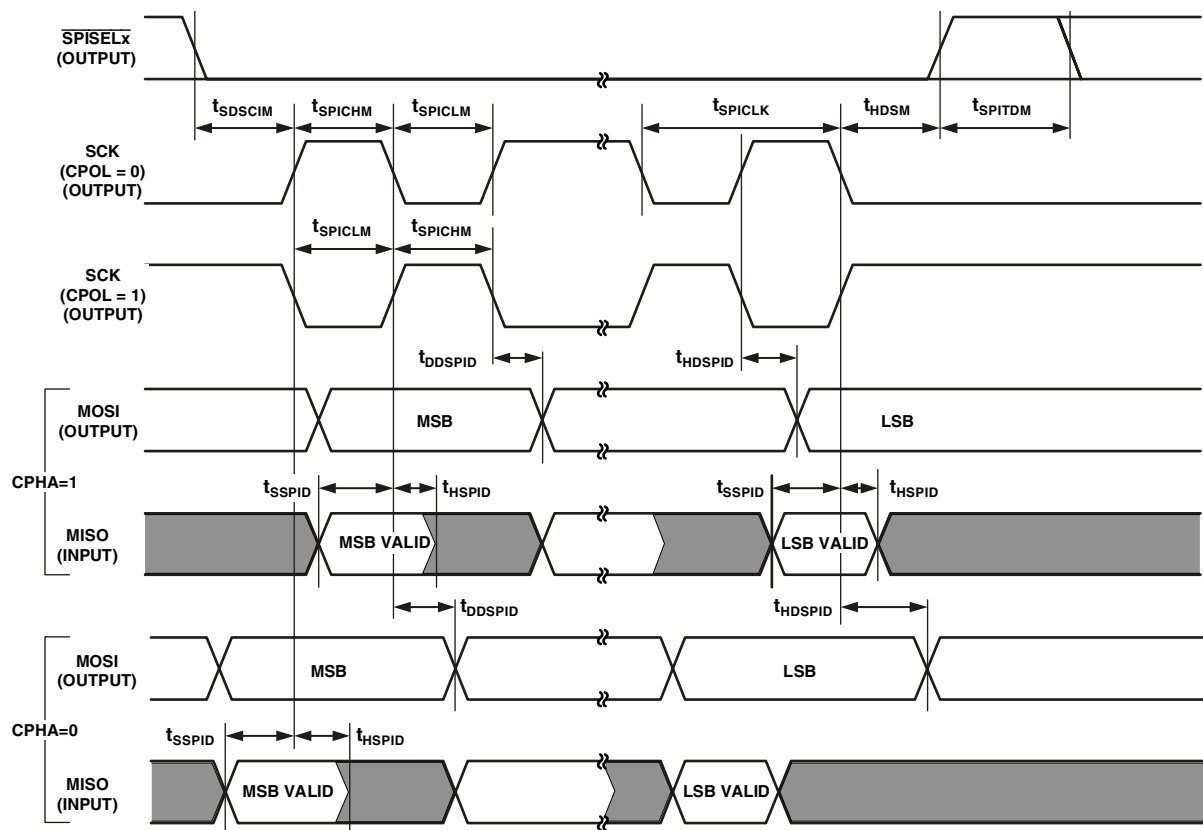 SPISELx
(OUTPUT)
tSDSCIM
tSPICHM
tSPICLM
tSPICLK
tHDSM
tSPITDM
SCK
(CPOL = 0)
(OUTPUT)
tSPICLM
tSPICHM
SCK
(CPOL = 1)
(OUTPUT)
tDDSPID
tHDSPID
MOSI
(OUTPUT)
MSB
LSB
CPHA=1
tSSPID
tHSPID
tSSPID
tHSPID
MISO
(INPUT)
MSB VALID
LSB VALID
tDDSPID
tHDSPID
MOSI
(OUTPUT)
MSB
LSB
CPHA=0
tSSPID
tHSPID
MISO
(INPUT)
MSB VALID
LSB VALID